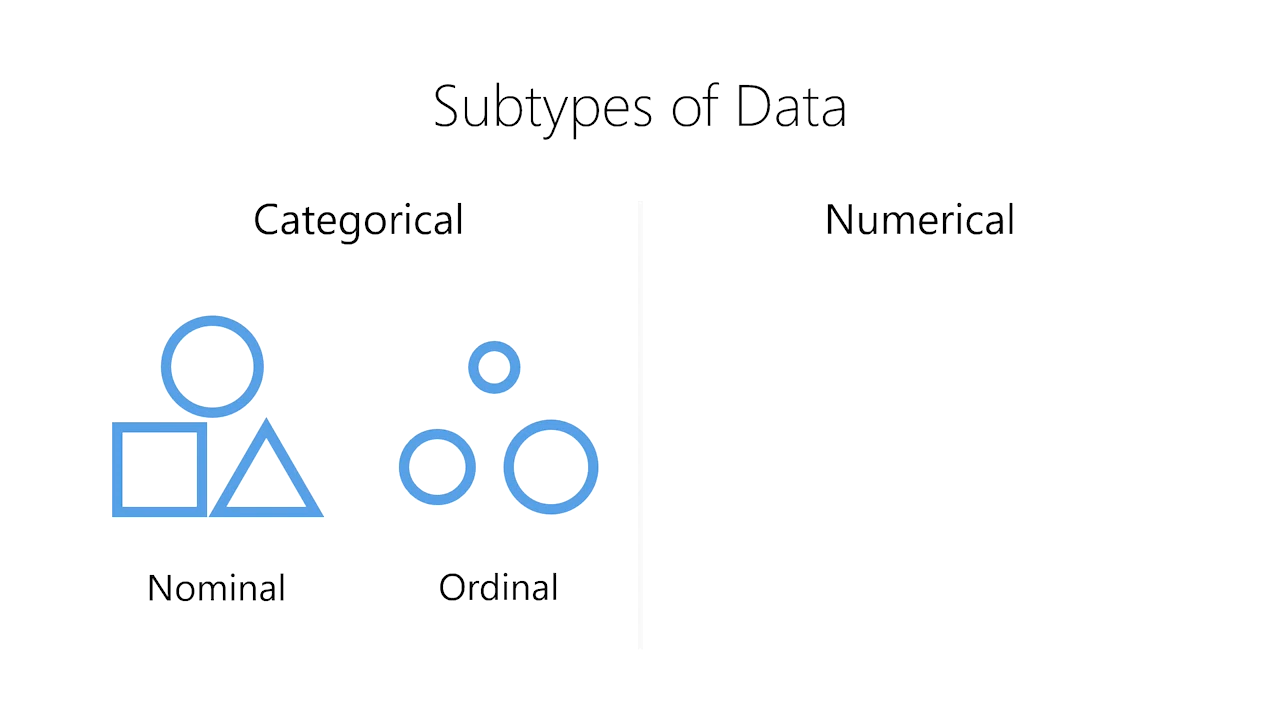 Subtypes of Data
Categorical
Numerical
Nominal
Ordinal